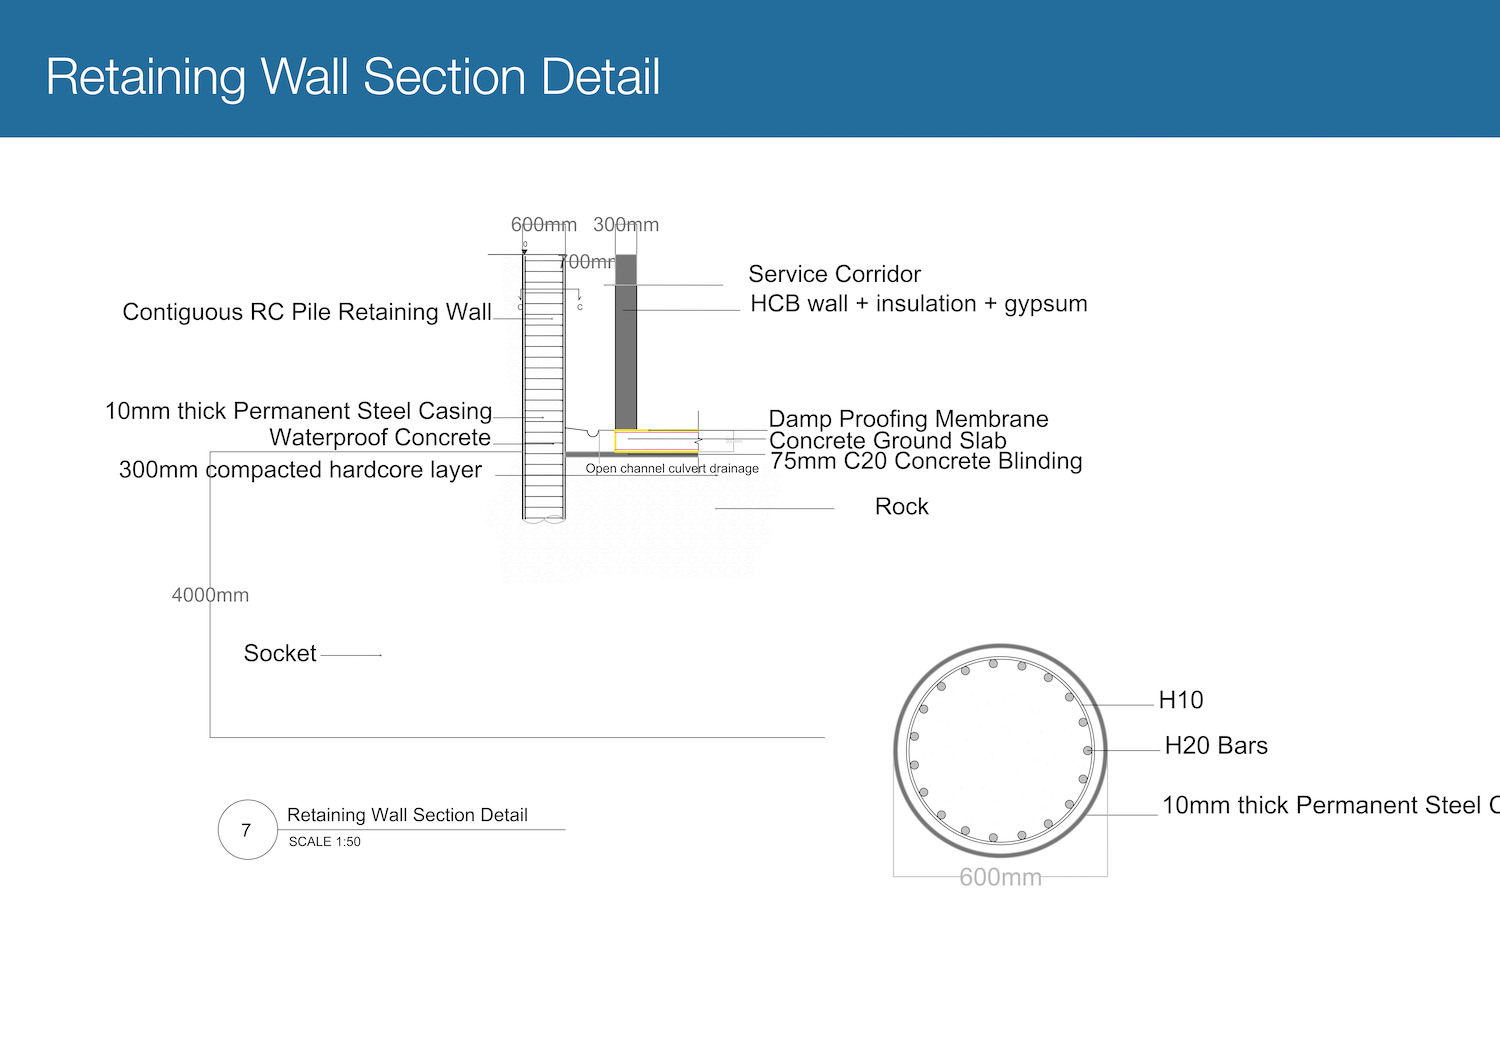 Retaining Wall Section Detail
600mm 300mm
0
700mm
Service Corridor
HCB wall + insulation + gypsum
Contiguous RC Pile Retaining Wall
C C
10mm thick Permanent Steel Casing
Damp Proofing Membrane
Waterproof Concrete
Concrete Ground Slab
75mm C20 Concrete Blinding
300mm compacted hardcore layer
Open channel culvert drainage
Rock
4000mm
Socket
H10
H20 Bars
10mm thick Permanent Steel C
7
Retaining Wall Section Detail
SCALE 1:50
600mm